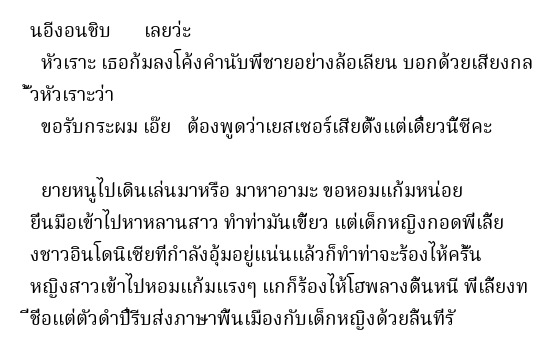 นอีงอนชิบ เลยว่ะ
หัวเราะ เธอก้มลงโค้งคำนับพี่ชายอย่างล้อเลียน บอกด้วยเสียงกล
ั้วหัวเราะว่า
ขอรับกระผม เอ๊ย ต้องพูดว่าเยสเซอร์เสียตั้งแต่เดี๋ยวนี้ซีคะ
ยายหนูไปเดินเล่นมาหรือ มาหาอามะ ขอหอมแก้มหน่อย
ยื่นมือเข้าไปหาหลานสาว ทำท่ามันเขี้ยว แต่เด็กหญิงกอดพี่เลี้ย
งชาวอินโดนิเซียที่กำลังอุ้มอยู่แน่นแล้วก็ทำท่าจะร้องไห้ครั้น
หญิงสาวเข้าไปหอมแก้มแรงๆ แกก็ร้องไห้โฮพลางดิ้นหนี พี่เลี้ยงท
ี่ชื่อแต่ตัวดำปี๋รีบส่งภาษาพื้นเมืองกับเด็กหญิงด้วยลิ้นที่รั